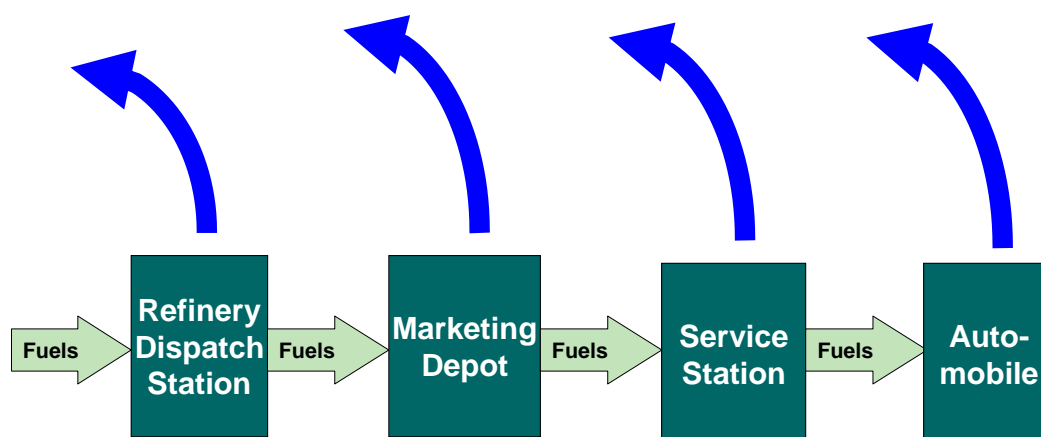 Fuels
Refinery
Dispatch
Station
Fuels
Marketing
Depot
Fuels
Service
Station
Fuels
Auto-
mobile